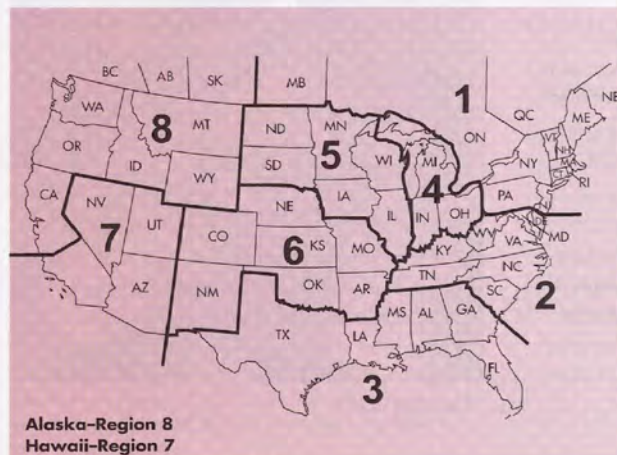 BC AB SK MB 1 NB
WA QC ME
ON
MT ND MN VT NH
OR 8 5 NY MA
ID SD WI MI CT RI
WY 4 PA
CA IA
NV NE IL IN OH DE
7 UT CO 6 KS MO KY WV VA MD
TN NC
AZ NM OK AR SC 2
MS AL GA
TX LA
FL
3
Alaska–Region 8
Hawaii–Region 7